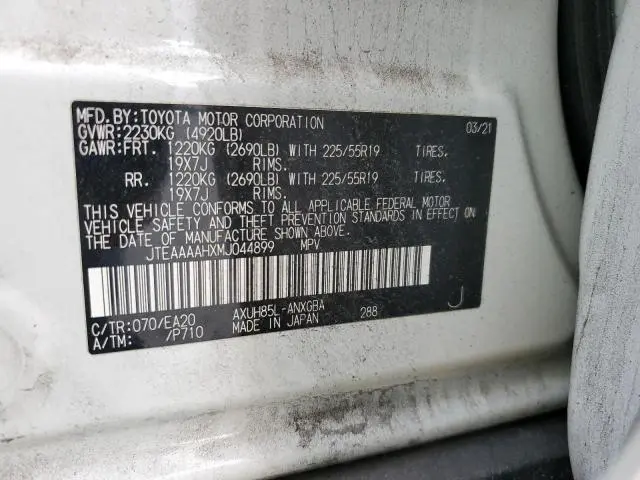 MFD.BY:TOYOTA MOTOR CORPORATION 03/21
GVWR:2230KG (4920LB)
GAWR:FRT. 1220KG (2690LB) WITH 225/55R19 TIRES.
19X7J RIMS.
RR. 1220KG (2690LB) WITH 225/55R19 TIRES.
19X7J RIMS.
THIS VEHICLE CONFORMS TO ALL APPLICABLE FEDERAL MOTOR
VEHICLE SAFETY AND THEFT PREVENTION STANDARDS IN EFFECT ON
THE DATE OF MANUFACTURE SHOWN ABOVE.
JTEAAAAHXMJ044899 MPV
C/TR:070/EA20 AXUH85L-ANXGBA 288 J
A/TM: /P710 MADE IN JAPAN